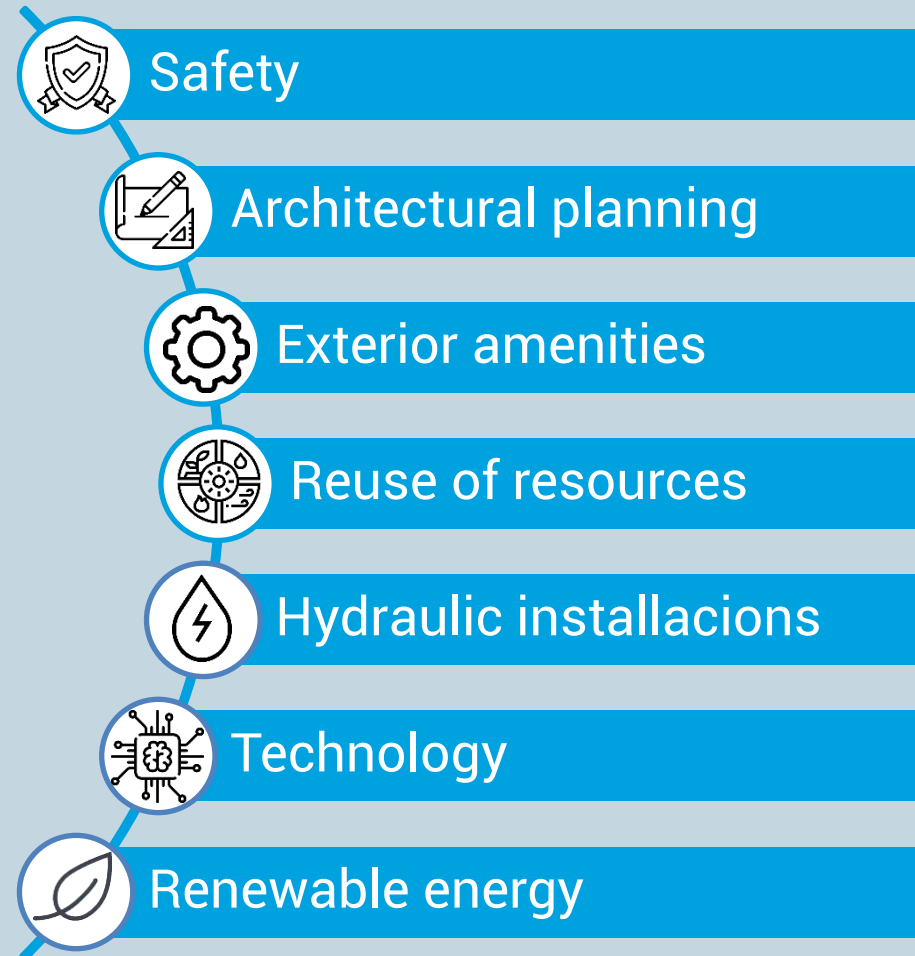 Safety
Architectural planning
Exterior amenities
Reuse of resources
Hydraulic installacions
Technology
Renewable energy